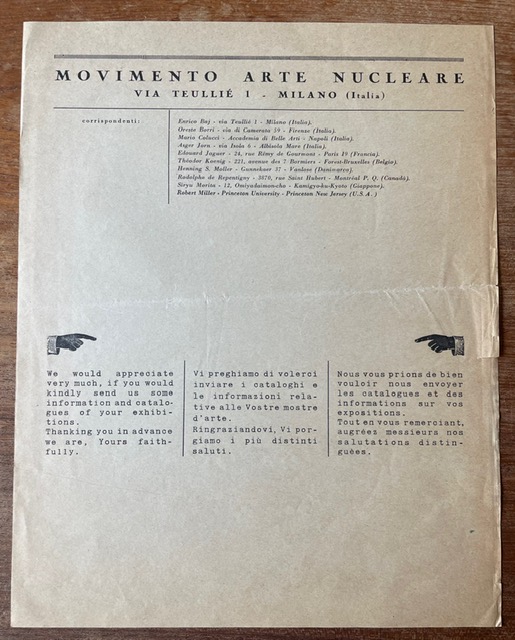 MOVIMENTO ARTE NUCLEARE
VIA TEULLIÉ 1 - MILANO (Italia)
corrispondenti:
Enrico Baj - via Teullié 1 - Milano (Italia).
Oreste Borri - via di Camerata 59 - Firenze (Italia).
Mario Colucci - Accademia di Belle Arti - Napoli (Italia).
Asger Jorn - via Isola 6 - Albisola Mare (Italia).
Edouard Jaguer - 24, rue Rémy de Gourmont - Paris 19 (Francia).
Théodor Koenig - 221, avenue des 7 Bonniers - Forest-Bruxelles (Belgio).
Henning S. Moller - Gunnekaer 37 - Vanlose (Danimarca).
Rodolphe de Repentigny - 3870, rue Saint Hubert - Montréal P. Q. (Canadà).
Siryu Morita - 12, Omiyadaimon-cho - Kamigyo-ku-Kyoto (Giappone).
Robert Miller - Princeton University - Princeton New Jersey (U.S.A.)
We would appreciate
very much, if you would
kindly send us some
information and catalo-
gues of your exhibi-
tions.
Thanking you in advance
we are, Yours faith-
fully.
Vi preghiamo di volerci
inviare i cataloghi e
le informazioni rela-
tive alle Vostre mostre
d'arte.
Ringraziandovi, Vi por-
giamo i più distinti
saluti.
Nous vous prions de bien
vouloir nous envoyer
les catalogues et des
informations sur vos
expositions.
Tout en vous remerciant,
augréez messieurs nos
salutations distin-
guèes.